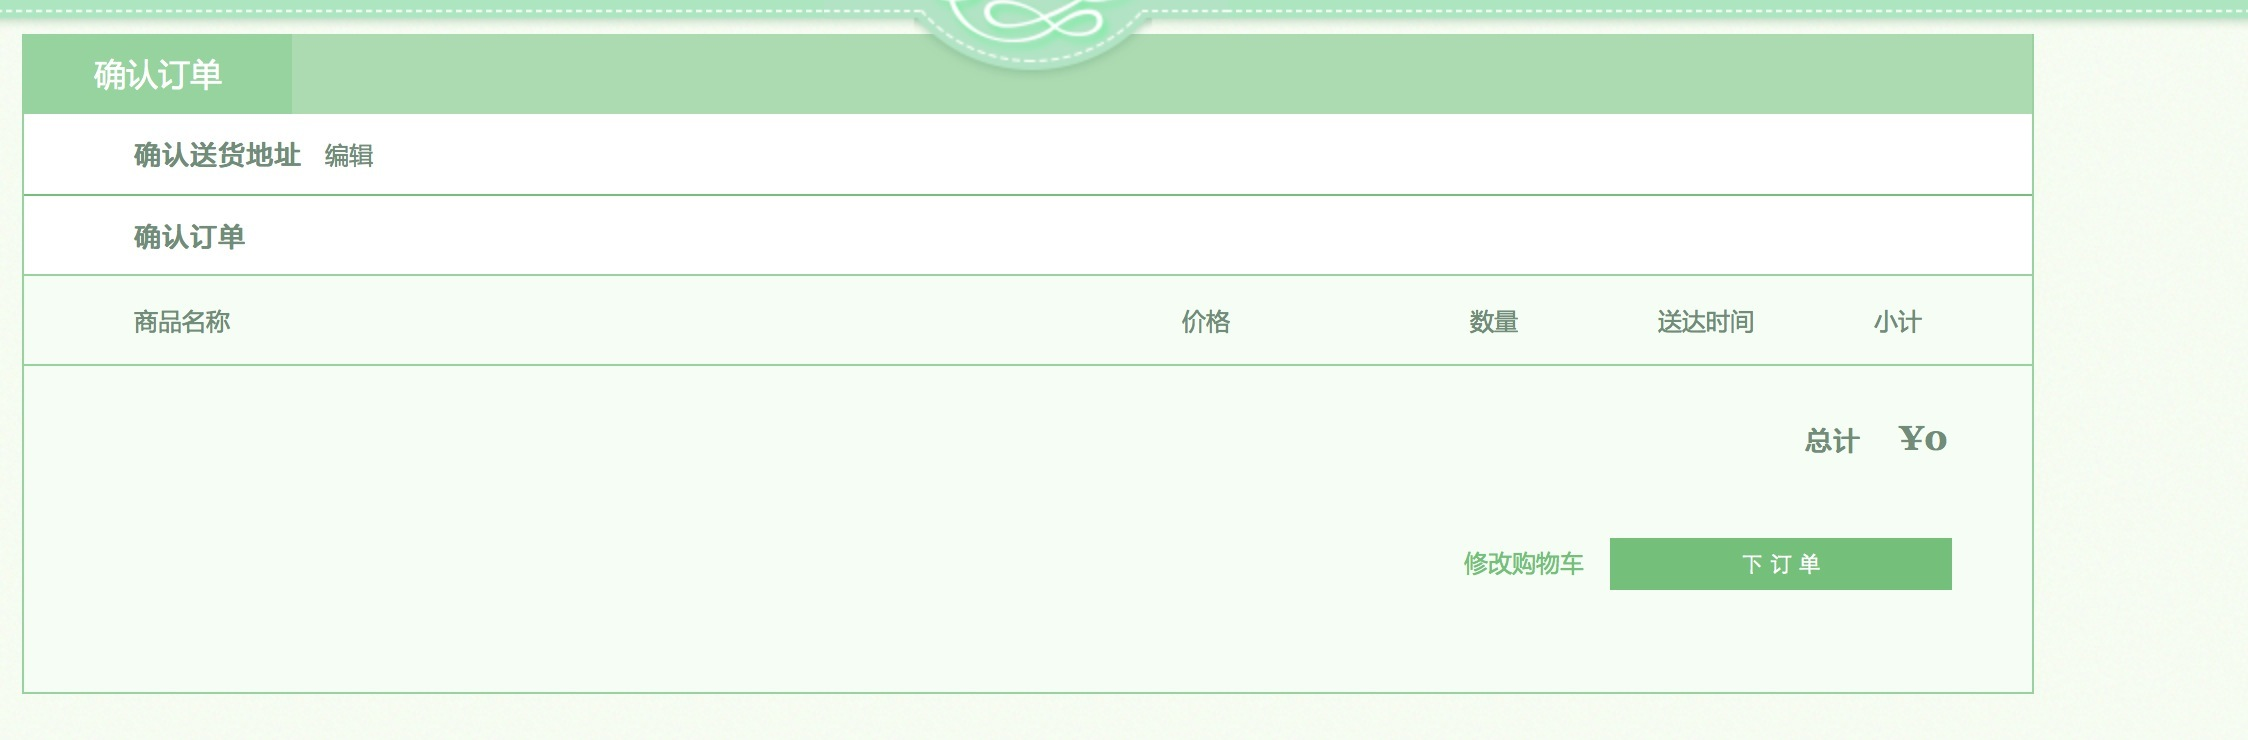 确认订单
确认送货地址 编辑
确认订单
商品名称 价格 数量 送达时间 小计
总计 ¥0
修改购物车 下订单